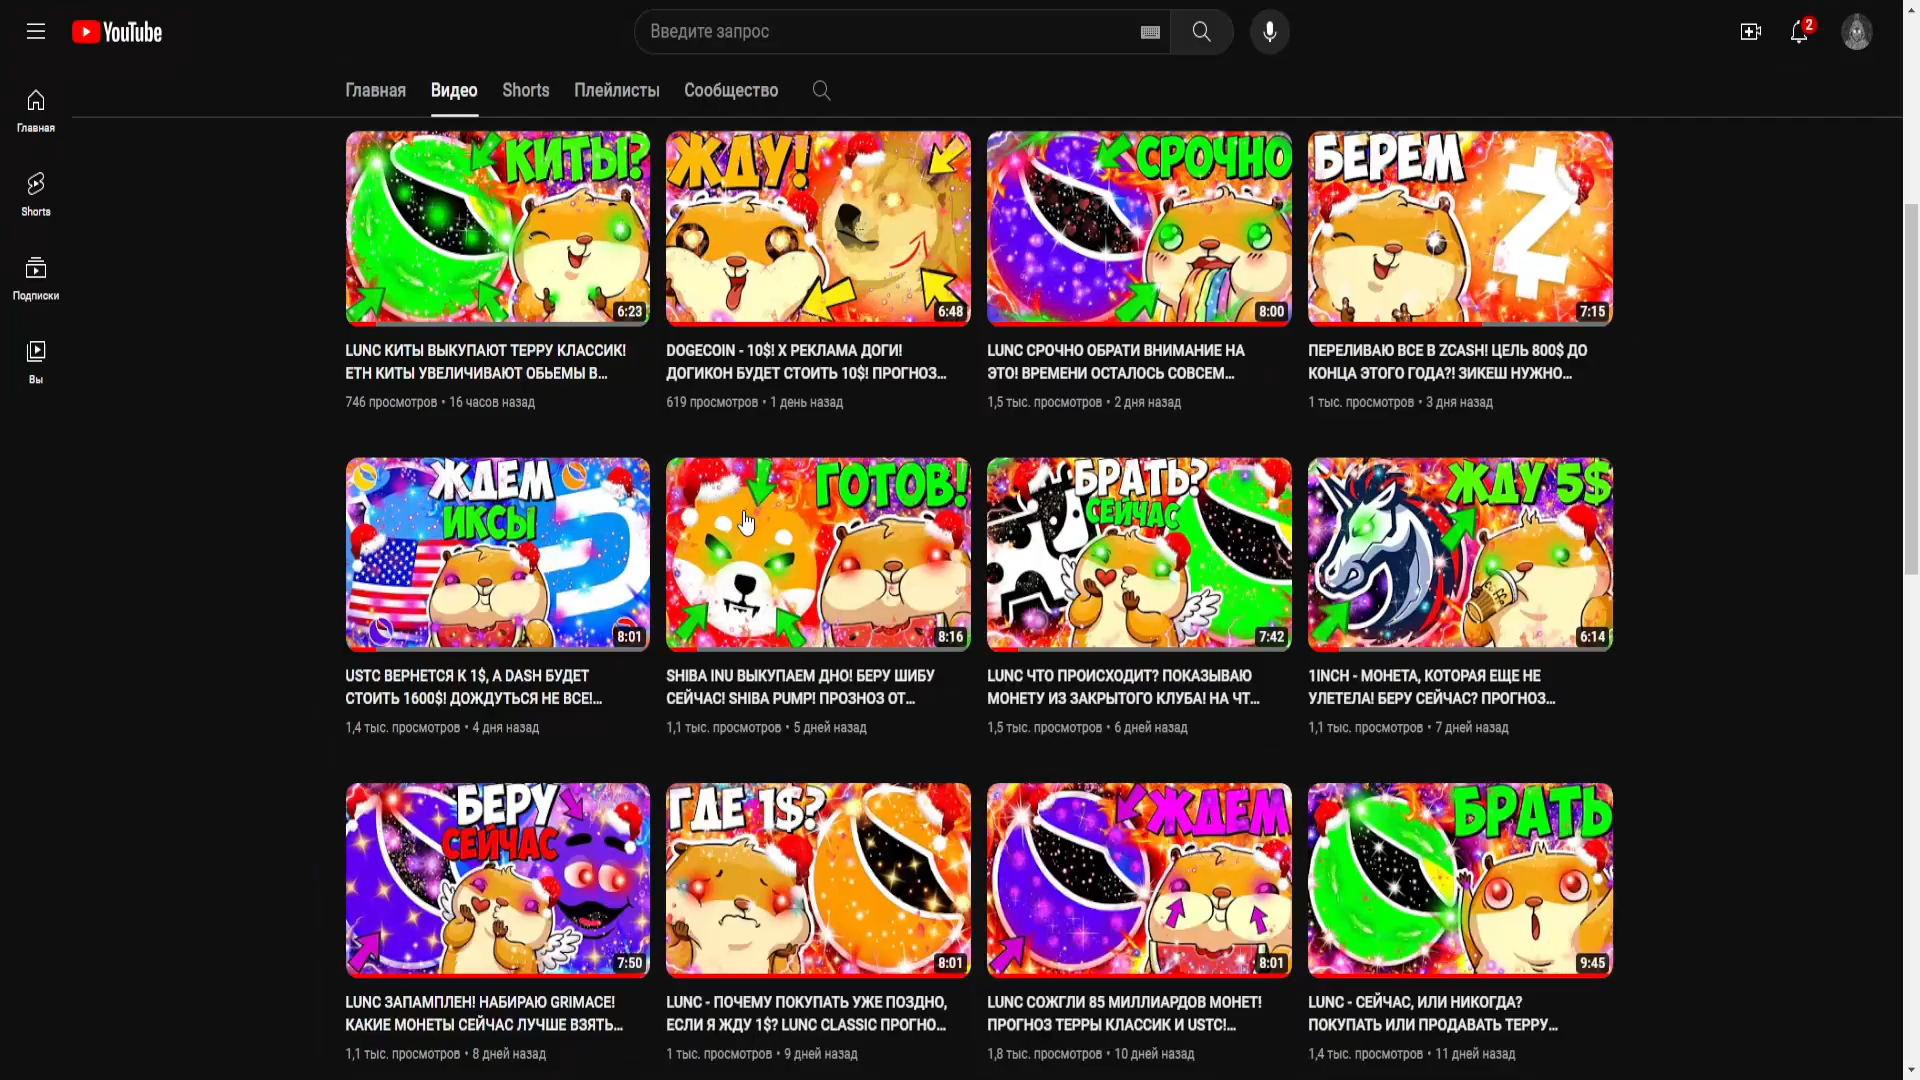 YouTube
Введите запрос
2
Главная
Видео
Shorts
Плейлисты
Сообщество
Главная
Shorts
Подписки
Вы
КИТЫ?
6:23
LUNC КИТЫ ВЫКУПАЮТ ТЕРРУ КЛАССИК!
ETH КИТЫ УВЕЛИЧИВАЮТ ОБЬЕМЫ В...
746 просмотров • 16 часов назад
ЖДУ!
6:48
DOGECOIN - 10$! X РЕКЛАМА ДОГИ!
ДОГИКОН БУДЕТ СТОИТЬ 10$! ПРОГНОЗ...
619 просмотров • 1 день назад
СРОЧНО
8:00
LUNC СРОЧНО ОБРАТИ ВНИМАНИЕ НА
ЭТО! ВРЕМЕНИ ОСТАЛОСЬ СОВСЕМ...
1,5 тыс. просмотров • 2 дня назад
БЕРЕМ
7:15
ПЕРЕЛИВАЮ ВСЕ В ZCASH! ЦЕЛЬ 800$ ДО
КОНЦА ЭТОГО ГОДА?! ЗИКЕШ НУЖНО...
1 тыс. просмотров • 3 дня назад
ЖДЕМ
ИКСЫ
8:01
USTC ВЕРНЕТСЯ К 1$, А DASH БУДЕТ
СТОИТЬ 1600$! ДОЖДУТЬСЯ НЕ ВСЕ!...
1,4 тыс. просмотров • 4 дня назад
ГОТОВ!
8:16
SHIBA INU ВЫКУПАЕМ ДНО! БЕРУ ШИБУ
СЕЙЧАС! SHIBA PUMP! ПРОЗНОЗ ОТ...
1,1 тыс. просмотров • 5 дней назад
БРАТЬ?
СЕЙЧАС
7:42
LUNC ЧТО ПРОИСХОДИТ? ПОКАЗЫВАЮ
МОНЕТУ ИЗ ЗАКРЫТОГО КЛУБА! НА ЧТ...
1,5 тыс. просмотров • 6 дней назад
ЖДУ 5$
6:14
1INCH - МОНЕТА, КОТОРАЯ ЕЩЕ НЕ
УЛЕТЕЛА! БЕРУ СЕЙЧАС? ПРОГНОЗ...
1,1 тыс. просмотров • 7 дней назад
БЕРУ
СЕЙЧАС
7:50
LUNC ЗАПАМПЛЕН! НАБИРАЮ GRIMACE!
КАКИЕ МОНЕТЫ СЕЙЧАС ЛУЧШЕ ВЗЯТЬ...
1,1 тыс. просмотров • 8 дней назад
ГДЕ 1$?
8:01
LUNC - ПОЧЕМУ ПОКУПАТЬ УЖЕ ПОЗДНО,
ЕСЛИ Я ЖДУ 1$? LUNC CLASSIC ПРОГНО...
1 тыс. просмотров • 9 дней назад
ЖДЕМ
8:01
LUNC СОЖГЛИ 85 МИЛЛИАРДОВ МОНЕТ!
ПРОГНОЗ ТЕРРЫ КЛАССИК И USTC!...
1,8 тыс. просмотров • 10 дней назад
БРАТЬ
9:45
LUNC - СЕЙЧАС, ИЛИ НИКОГДА?
ПОКУПАТЬ ИЛИ ПРОДАВАТЬ ТЕРРУ...
1,4 тыс. просмотров • 11 дней назад